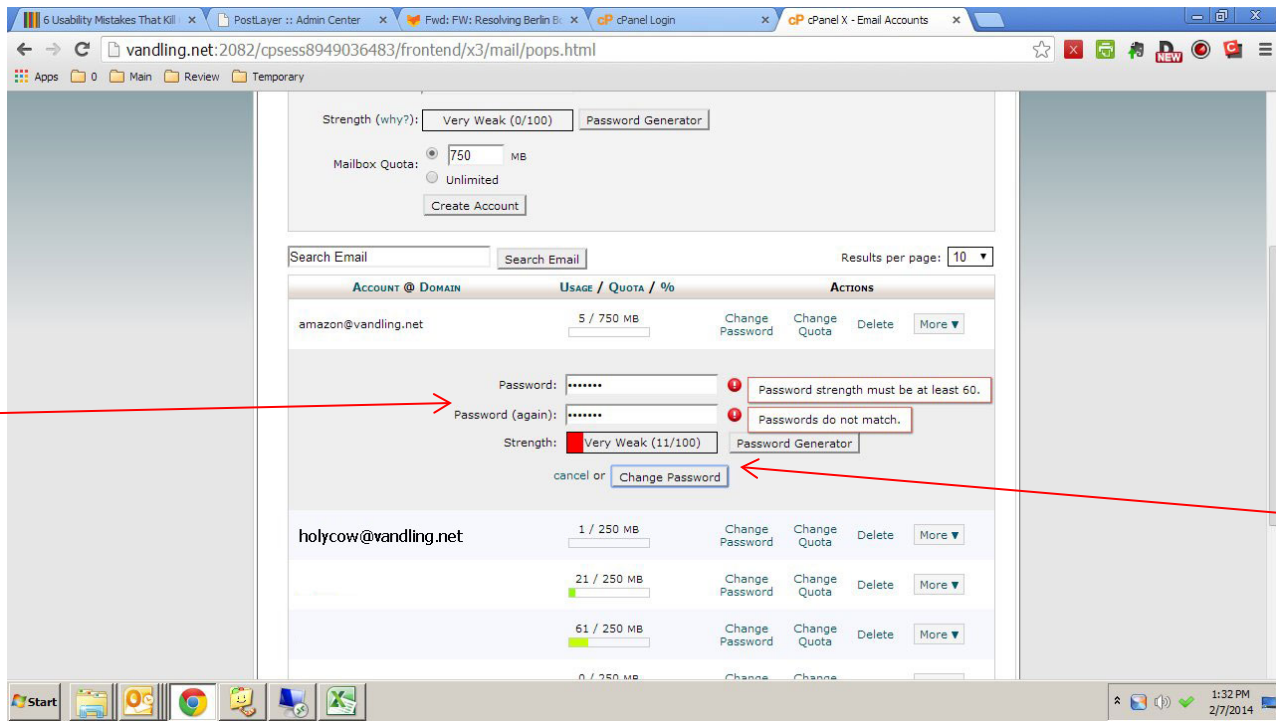 6 Usability Mistakes That Kill
PostLayer :: Admin Center
Fwd: FW: Resolving Berlin
cPanel Login
cPanel X - Email Accounts
vandling.net:2082/cpsess8949036483/frontend/x3/mail/pops.html
Apps 0 Main Review Temporary
NEW
Strength (why?): Very Weak (0/100) Password Generator
Mailbox Quota: 750 MB
Unlimited
Create Account
Search Email Search Email Results per page: 10 ▼
Account @ Domain Usage / Quota / % Actions
amazon@vandling.net 5 / 750 MB Change Password Change Quota Delete More ▼
Password: ••••••• Password strength must be at least 60.
Password (again): ••••••• Passwords do not match.
Strength: Very Weak (11/100) Password Generator
cancel or Change Password
holycow@vandling.net 1 / 250 MB Change Password Change Quota Delete More ▼
21 / 250 MB Change Password Change Quota Delete More ▼
61 / 250 MB Change Password Change Quota Delete More ▼
0 / 250 MB Change Change
Start 1:32 PM
2/7/2014